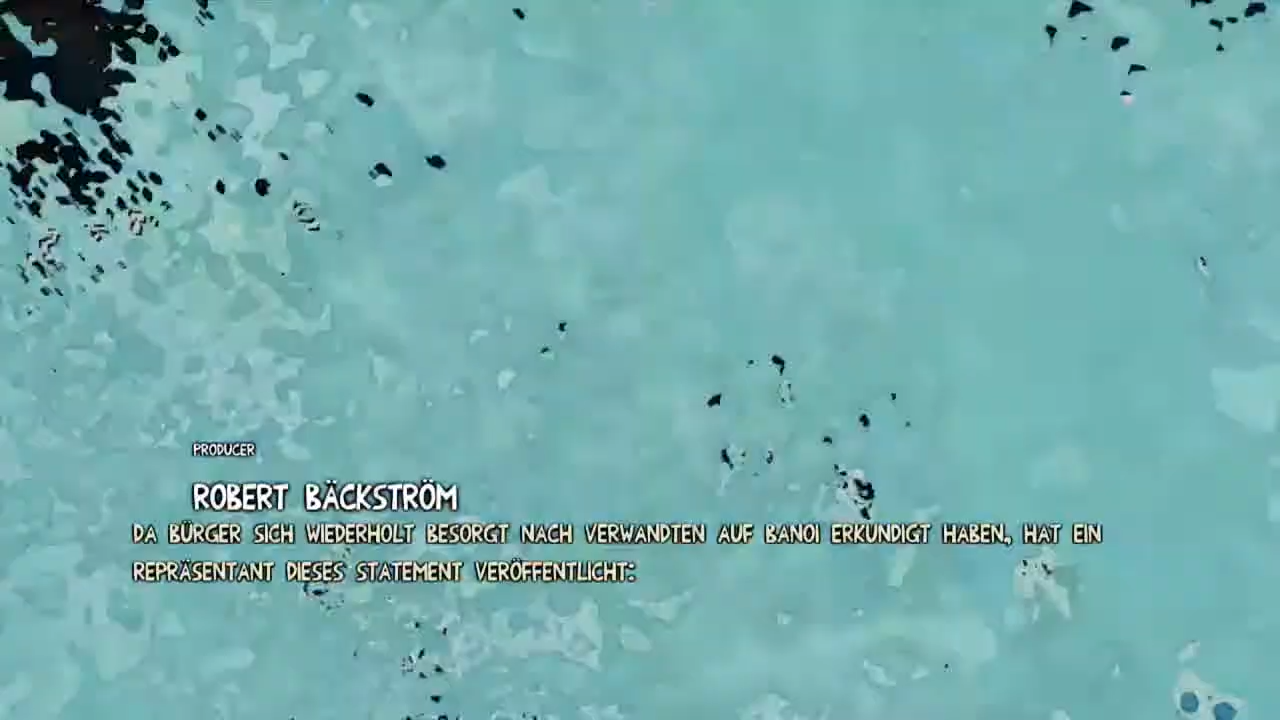 PRODUCER
ROBERT BÄCKSTRÖM
DA BÜRGER SICH WIEDERHOLT BESORGT NACH VERWANDTEN AUF BANOI ERKUNDIGT HABEN, HAT EIN
REPRÄSENTANT DIESES STATEMENT VERÖFFENTLICHT: